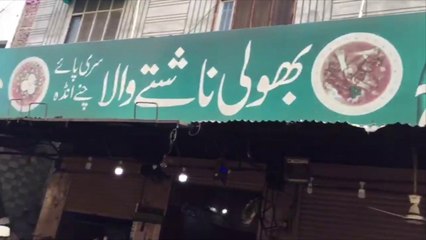 بھولی ناشتے والا
سری پائے
چنے انڈہ